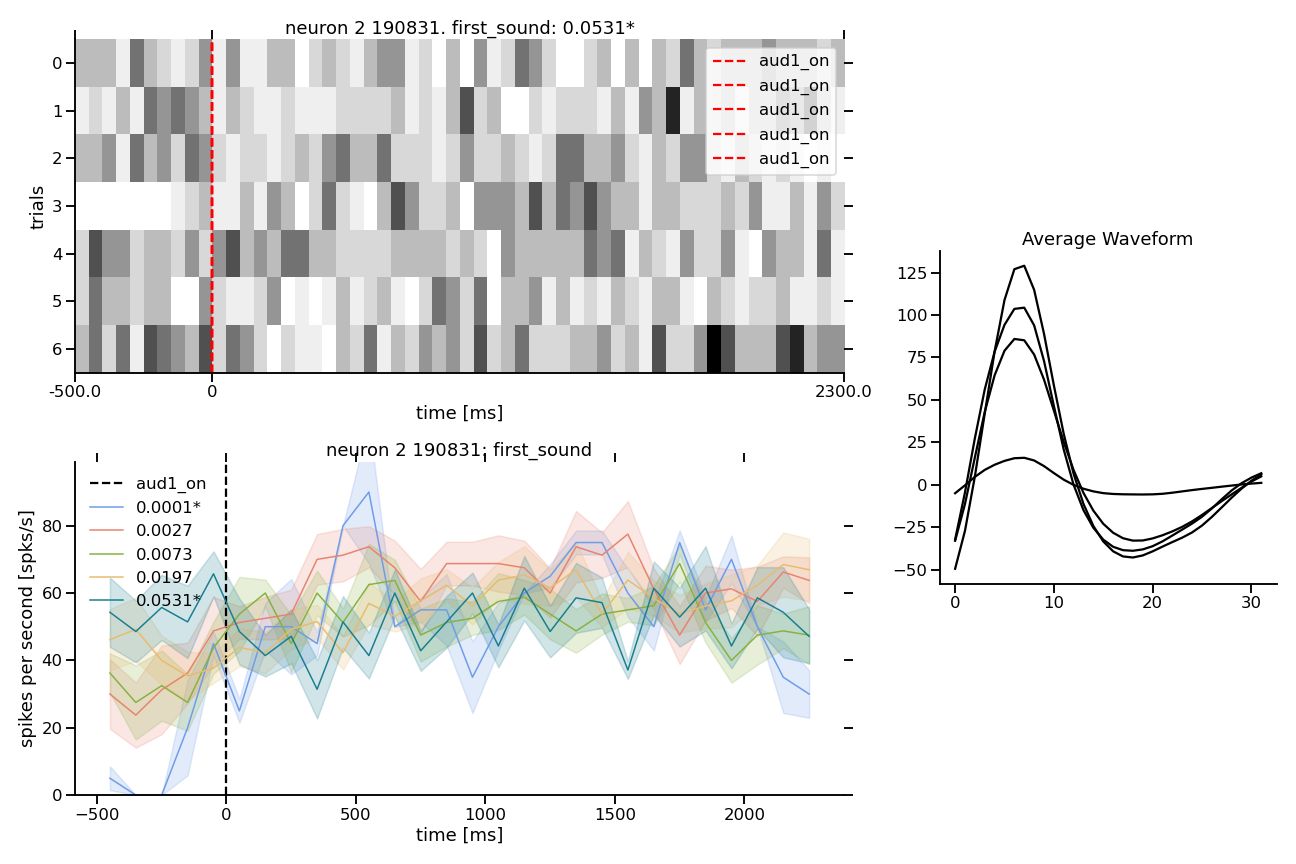 neuron 2 190831. first_sound: 0.0531*
trials
0
1
2
3
4
5
6
aud1_on
aud1_on
aud1_on
aud1_on
aud1_on
-500.0 0 2300.0
time [ms]
neuron 2 190831: first_sound
spikes per second [spks/s]
80
60
40
20
0
aud1_on
0.0001*
0.0027
0.0073
0.0197
0.0531*
−500 0 500 1000 1500 2000
time [ms]
Average Waveform
125
100
75
50
25
0
−25
−50
0 10 20 30